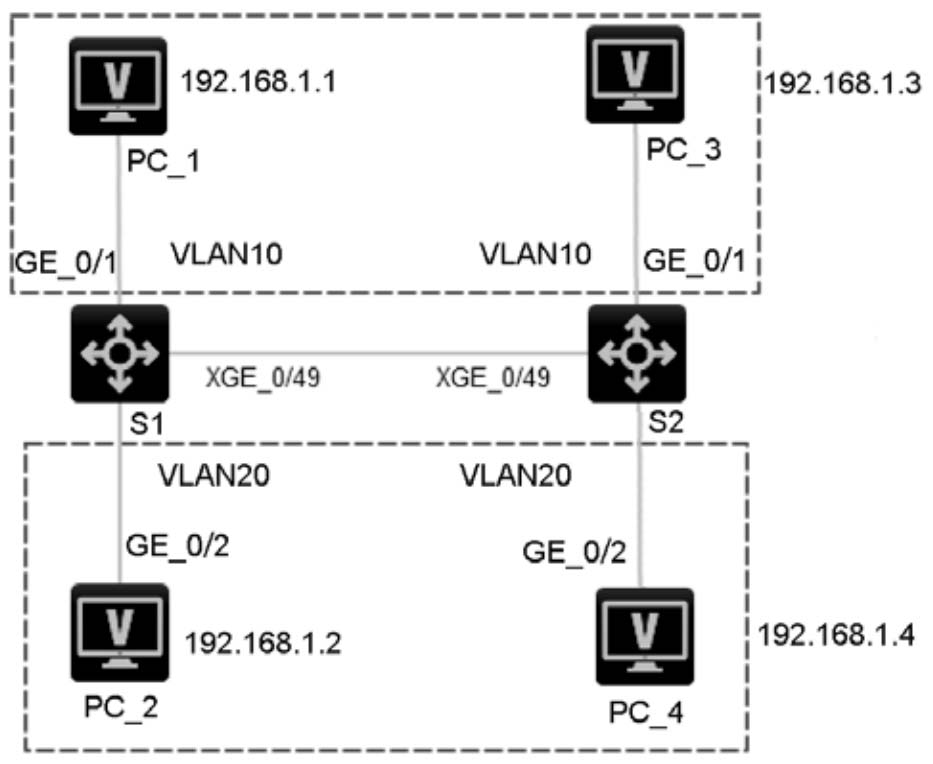 192.168.1.1
PC_1
192.168.1.3
PC_3
GE_0/1
VLAN10
VLAN10
GE_0/1
XGE_0/49
XGE_0/49
S1
S2
VLAN20
VLAN20
GE_0/2
GE_0/2
192.168.1.2
192.168.1.4
PC_2
PC_4
V
V
V
V